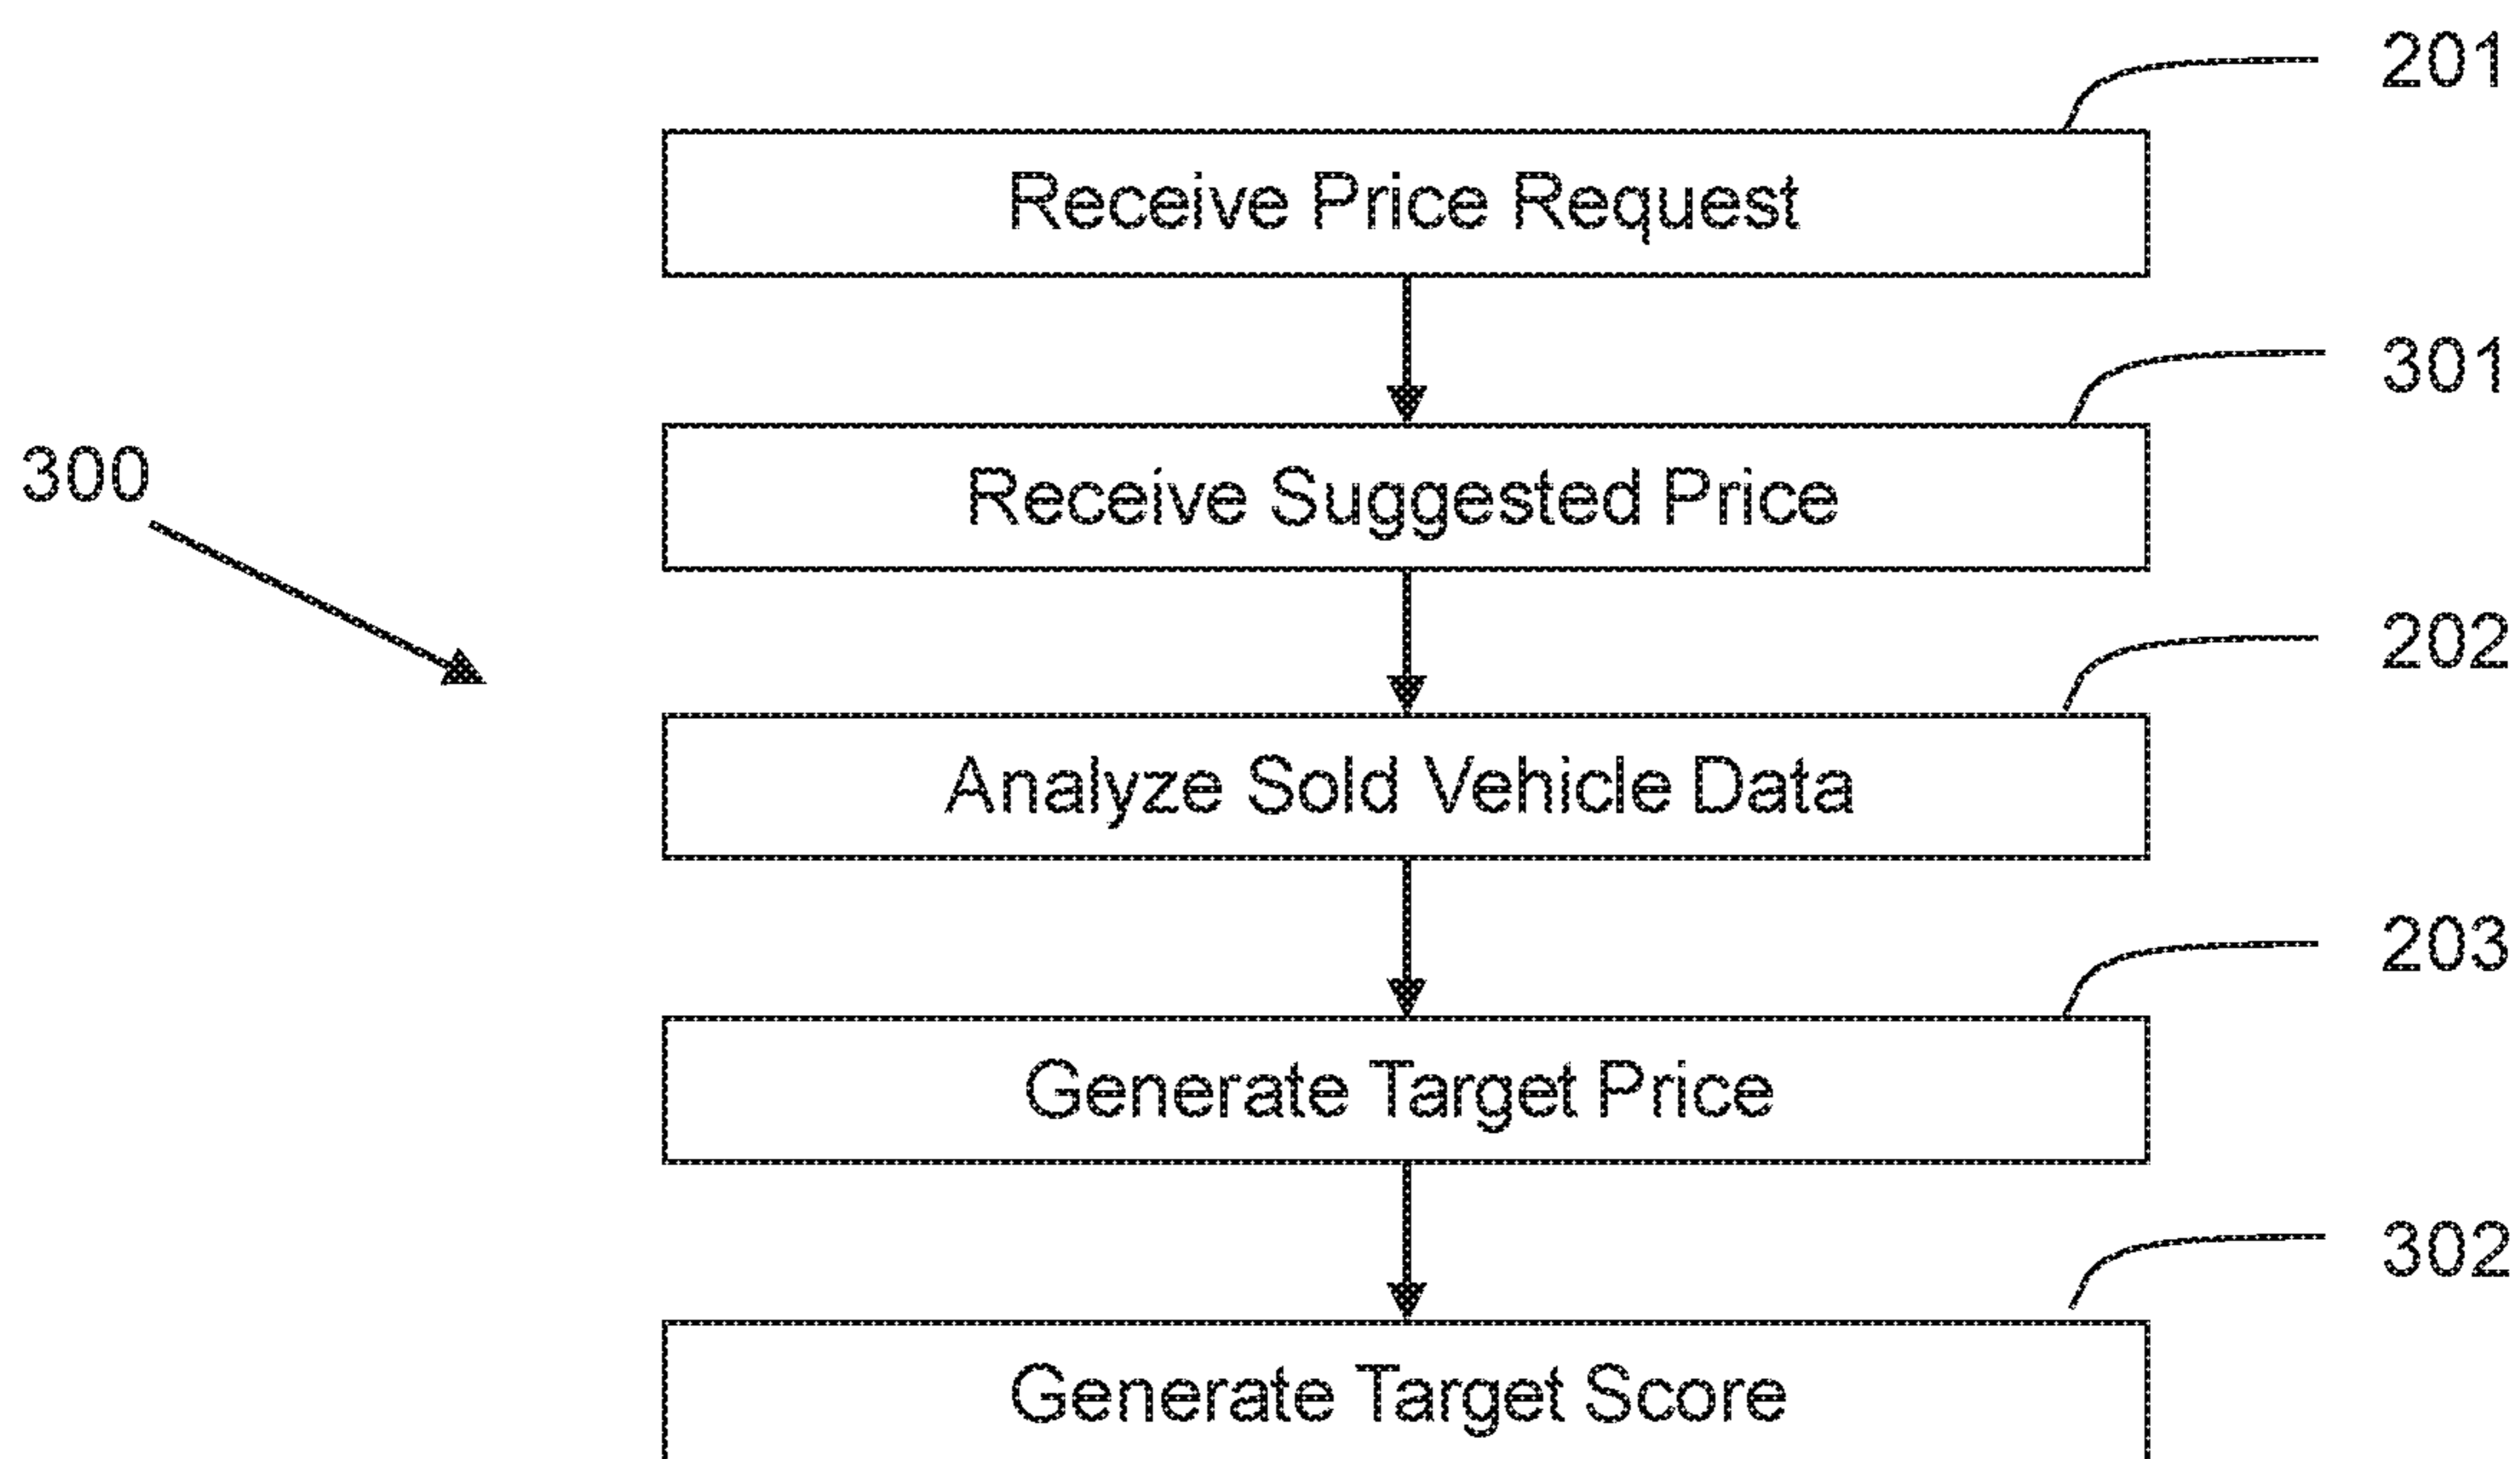 201
Receive Price Request
301
Receive Suggested Price
300
202
Analyze Sold Vehicle Data
203
Generate Target Price
302
Generate Target Score